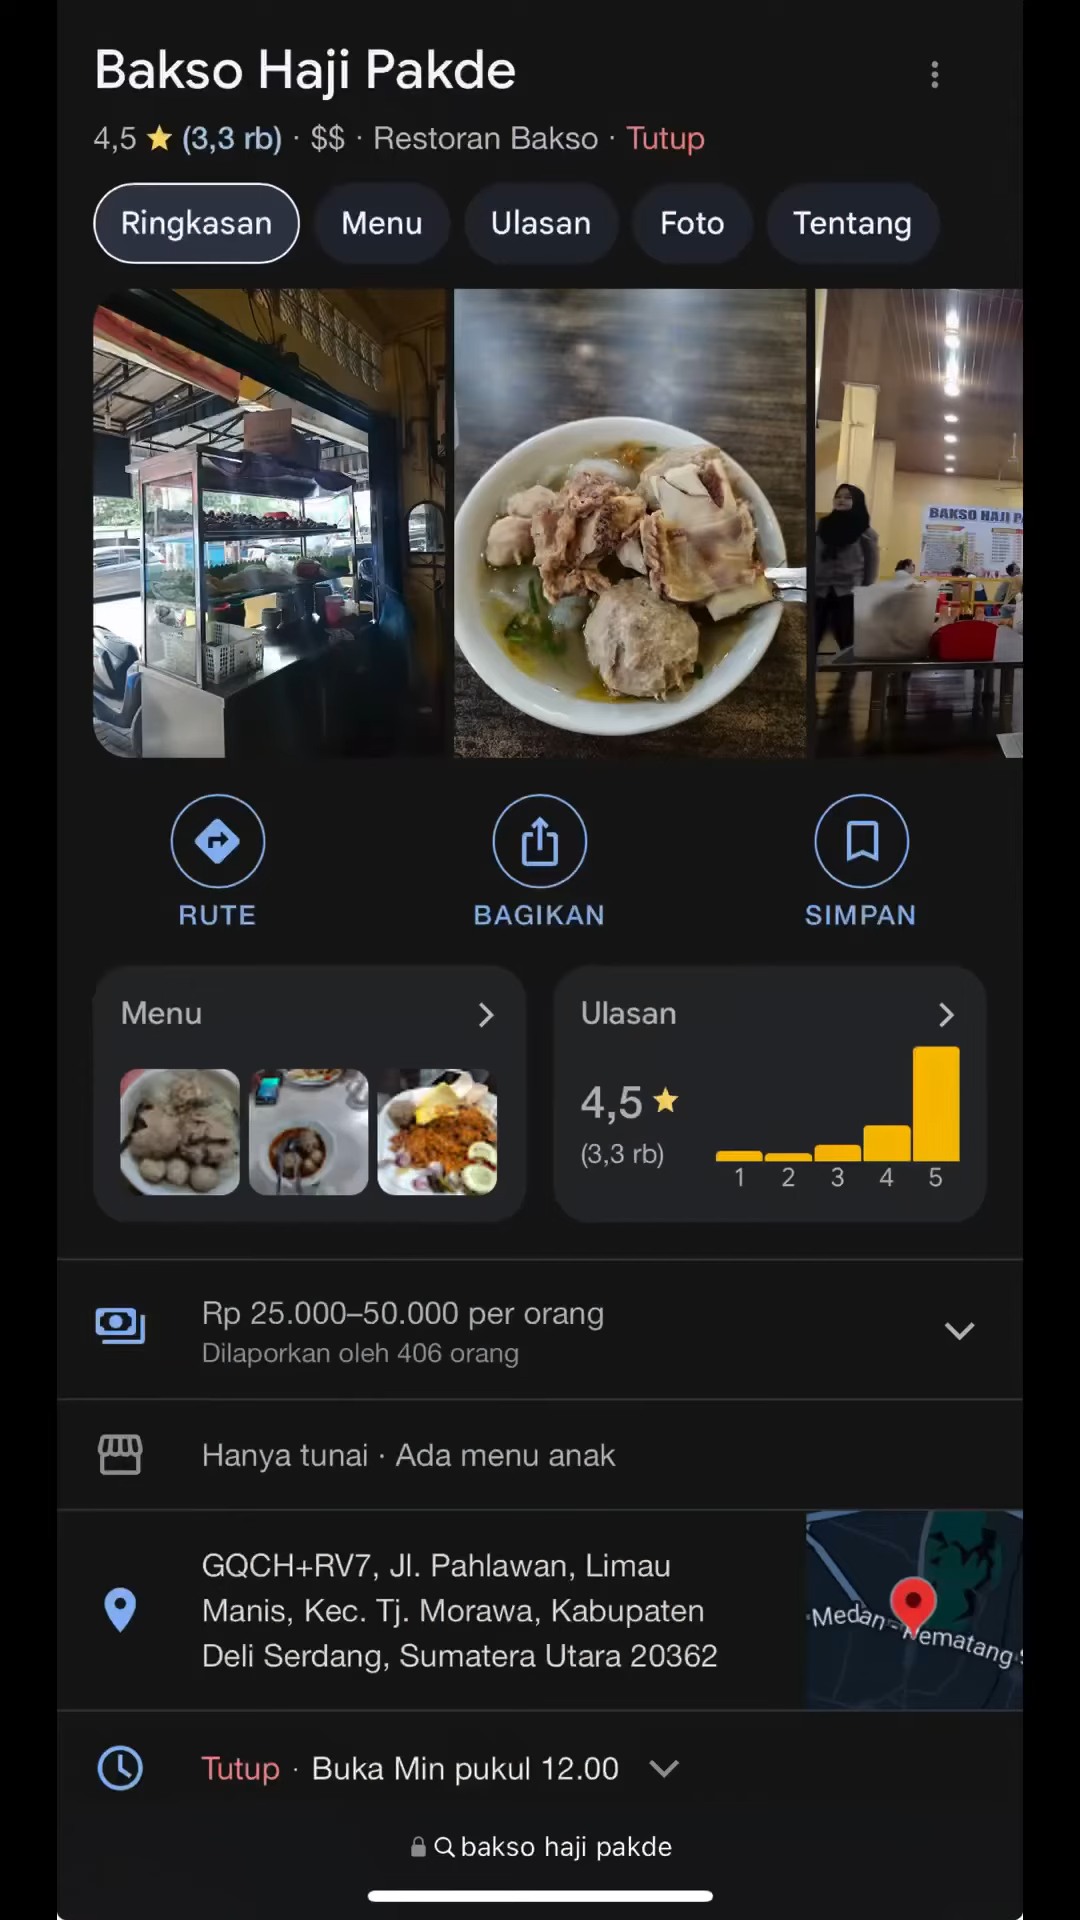 Bakso Haji Pakde
4,5 (3,3 rb) · $$ · Restoran Bakso · Tutup
Ringkasan
Menu
Ulasan
Foto
Tentang
BAKSO HAJI
RUTE
BAGIKAN
SIMPAN
Menu
Ulasan
4,5
(3,3 rb)
1 2 3 4 5
Rp 25.000–50.000 per orang
Dilaporkan oleh 406 orang
Hanya tunai · Ada menu anak
GQCH+RV7, Jl. Pahlawan, Limau
Manis, Kec. Tj. Morawa, Kabupaten
Deli Serdang, Sumatera Utara 20362
Medan - Pematang
Tutup · Buka Min pukul 12.00
bakso haji pakde